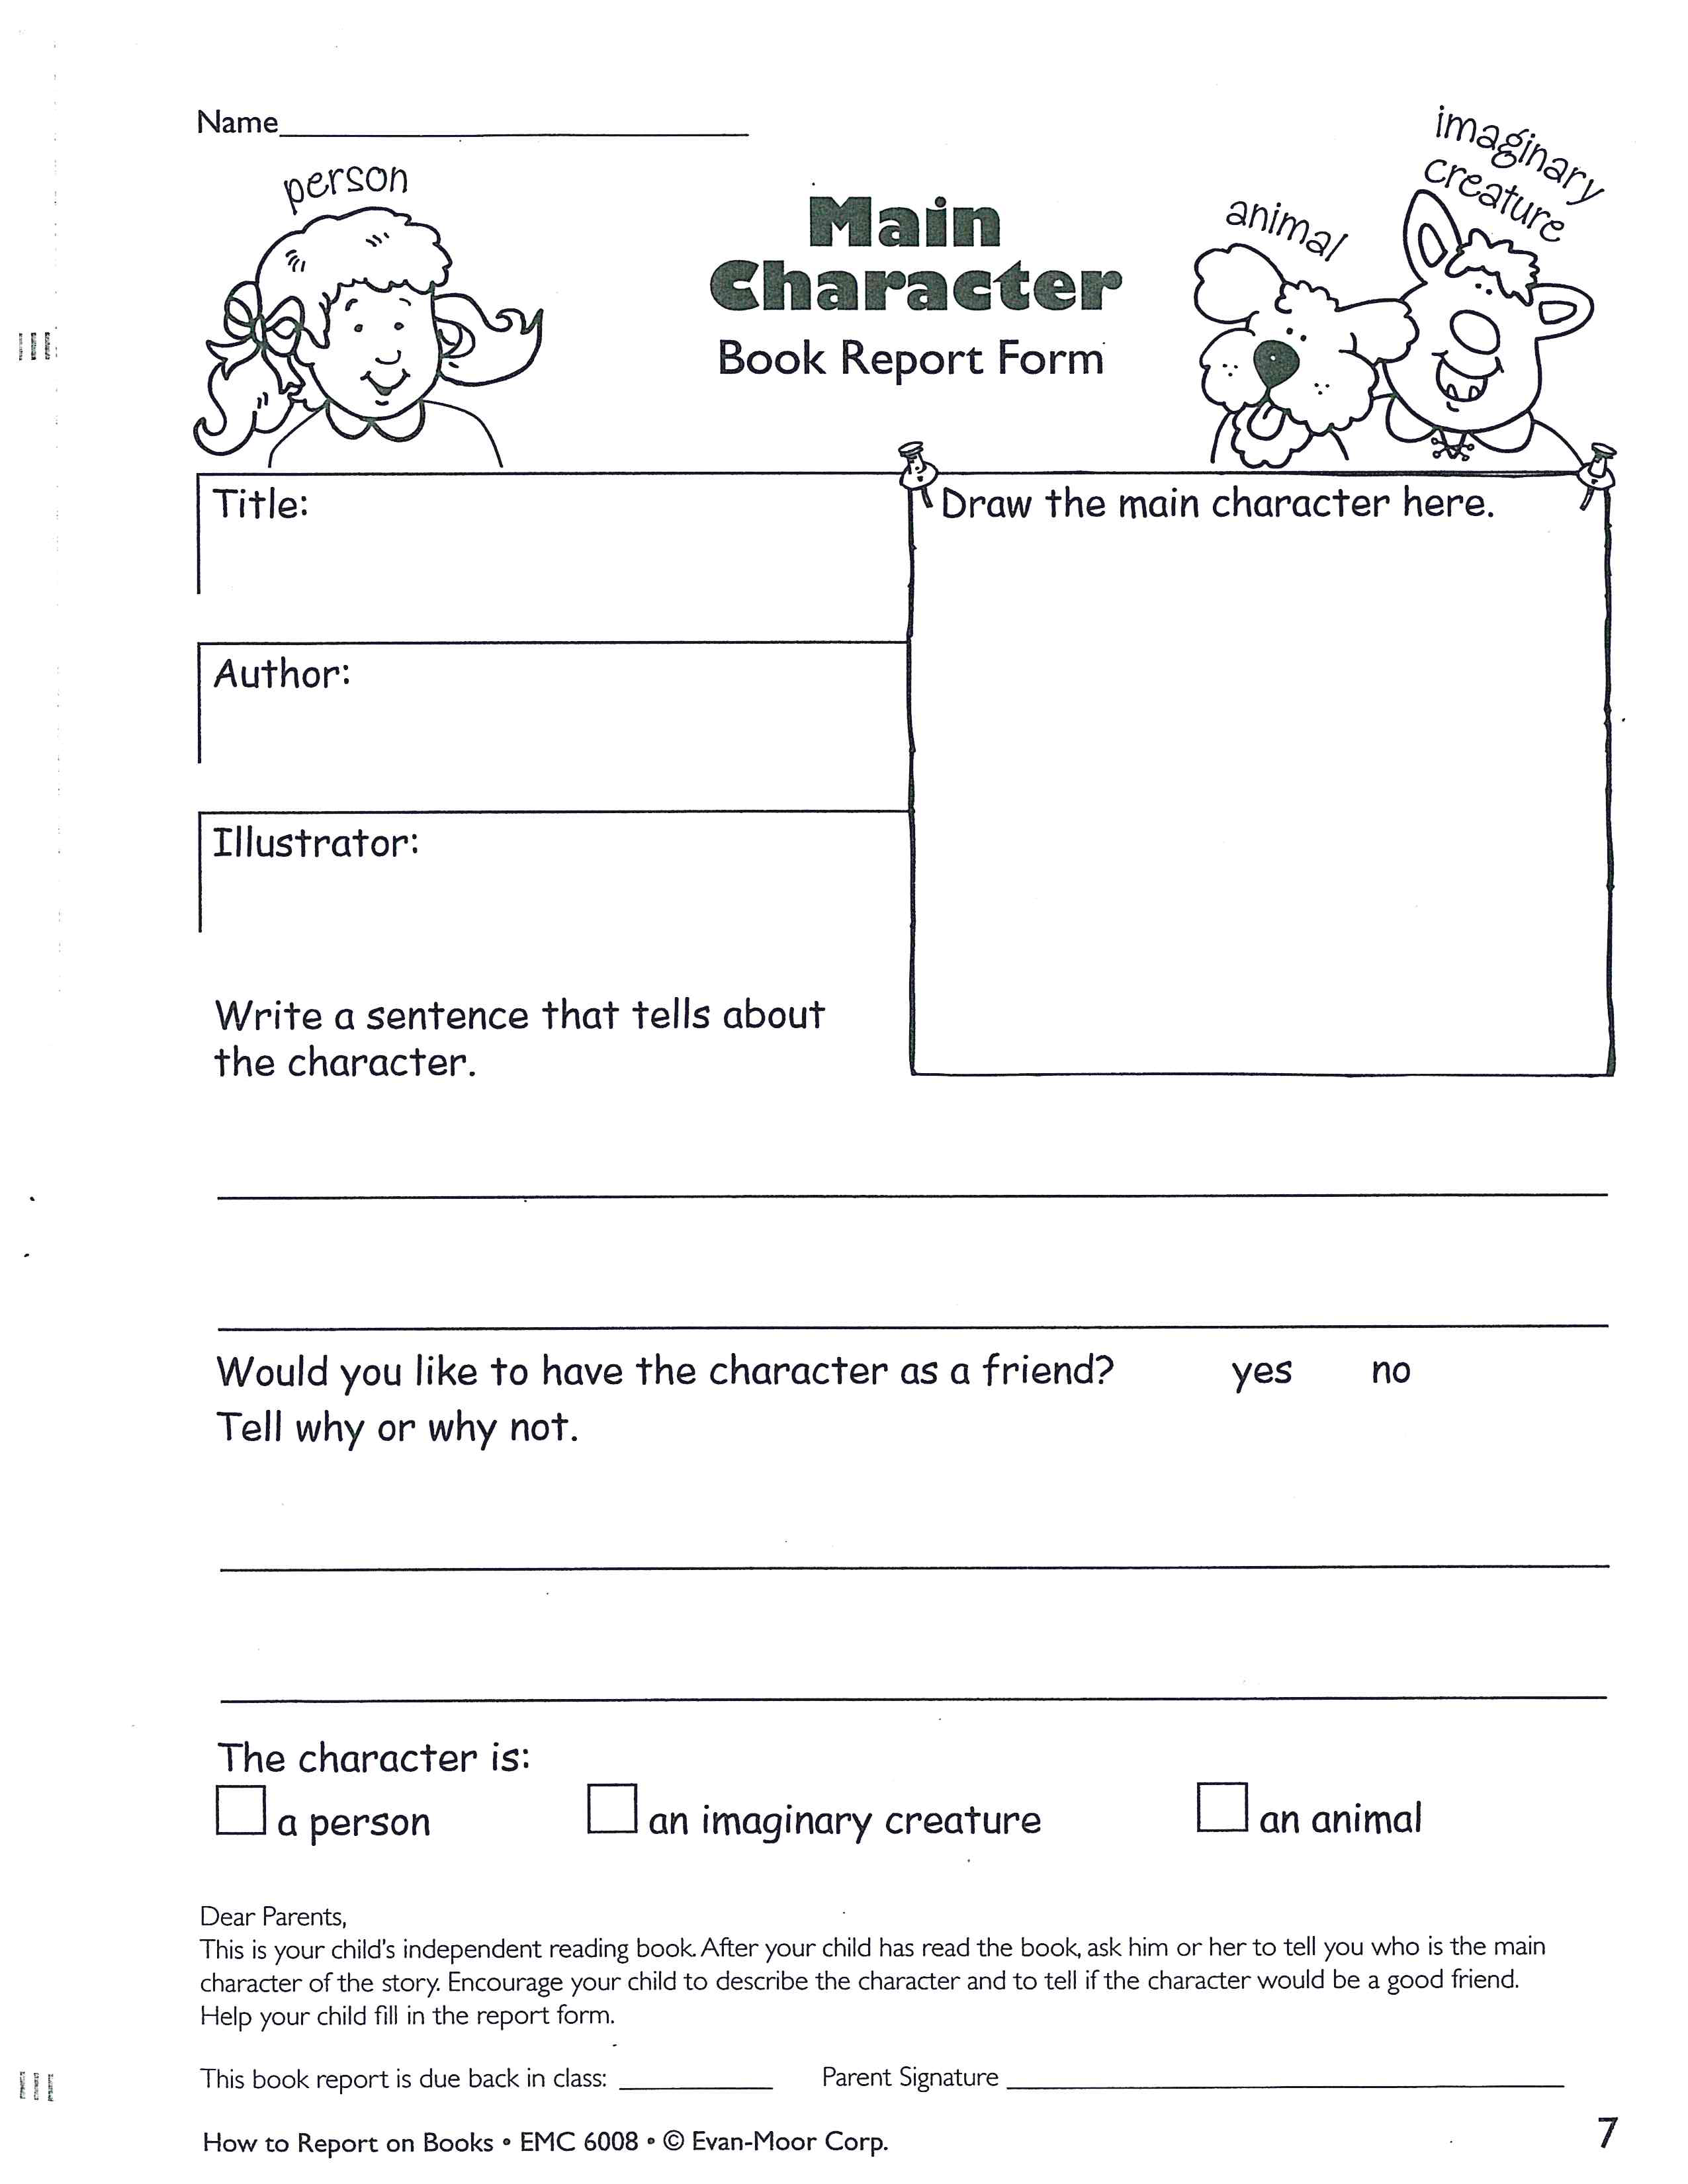 Name
person
imaginary
creature
animal
Main
Character
Book Report Form
Title:
Draw the main character here.
Author:
Illustrator:
Write a sentence that tells about
the character.
Would you like to have the character as a friend? yes no
Tell why or why not.
The character is:
a person an imaginary creature an animal
Dear Parents,
This is your child's independent reading book. After your child has read the book, ask him or her to tell you who is the main
character of the story. Encourage your child to describe the character and to tell if the character would be a good friend.
Help your child fill in the report form.
This book report is due back in class: Parent Signature
How to Report on Books • EMC 6008 • © Evan-Moor Corp. 7